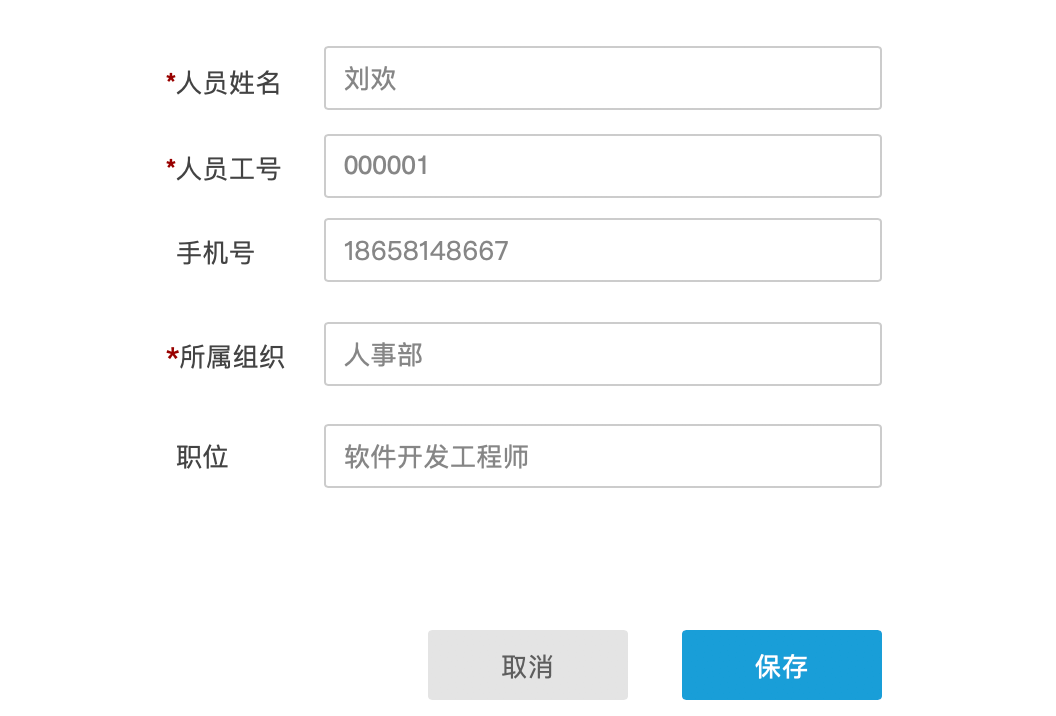 *人员姓名 刘欢
*人员工号 000001
手机号 18658148667
*所属组织 人事部
职位 软件开发工程师
取消 保存